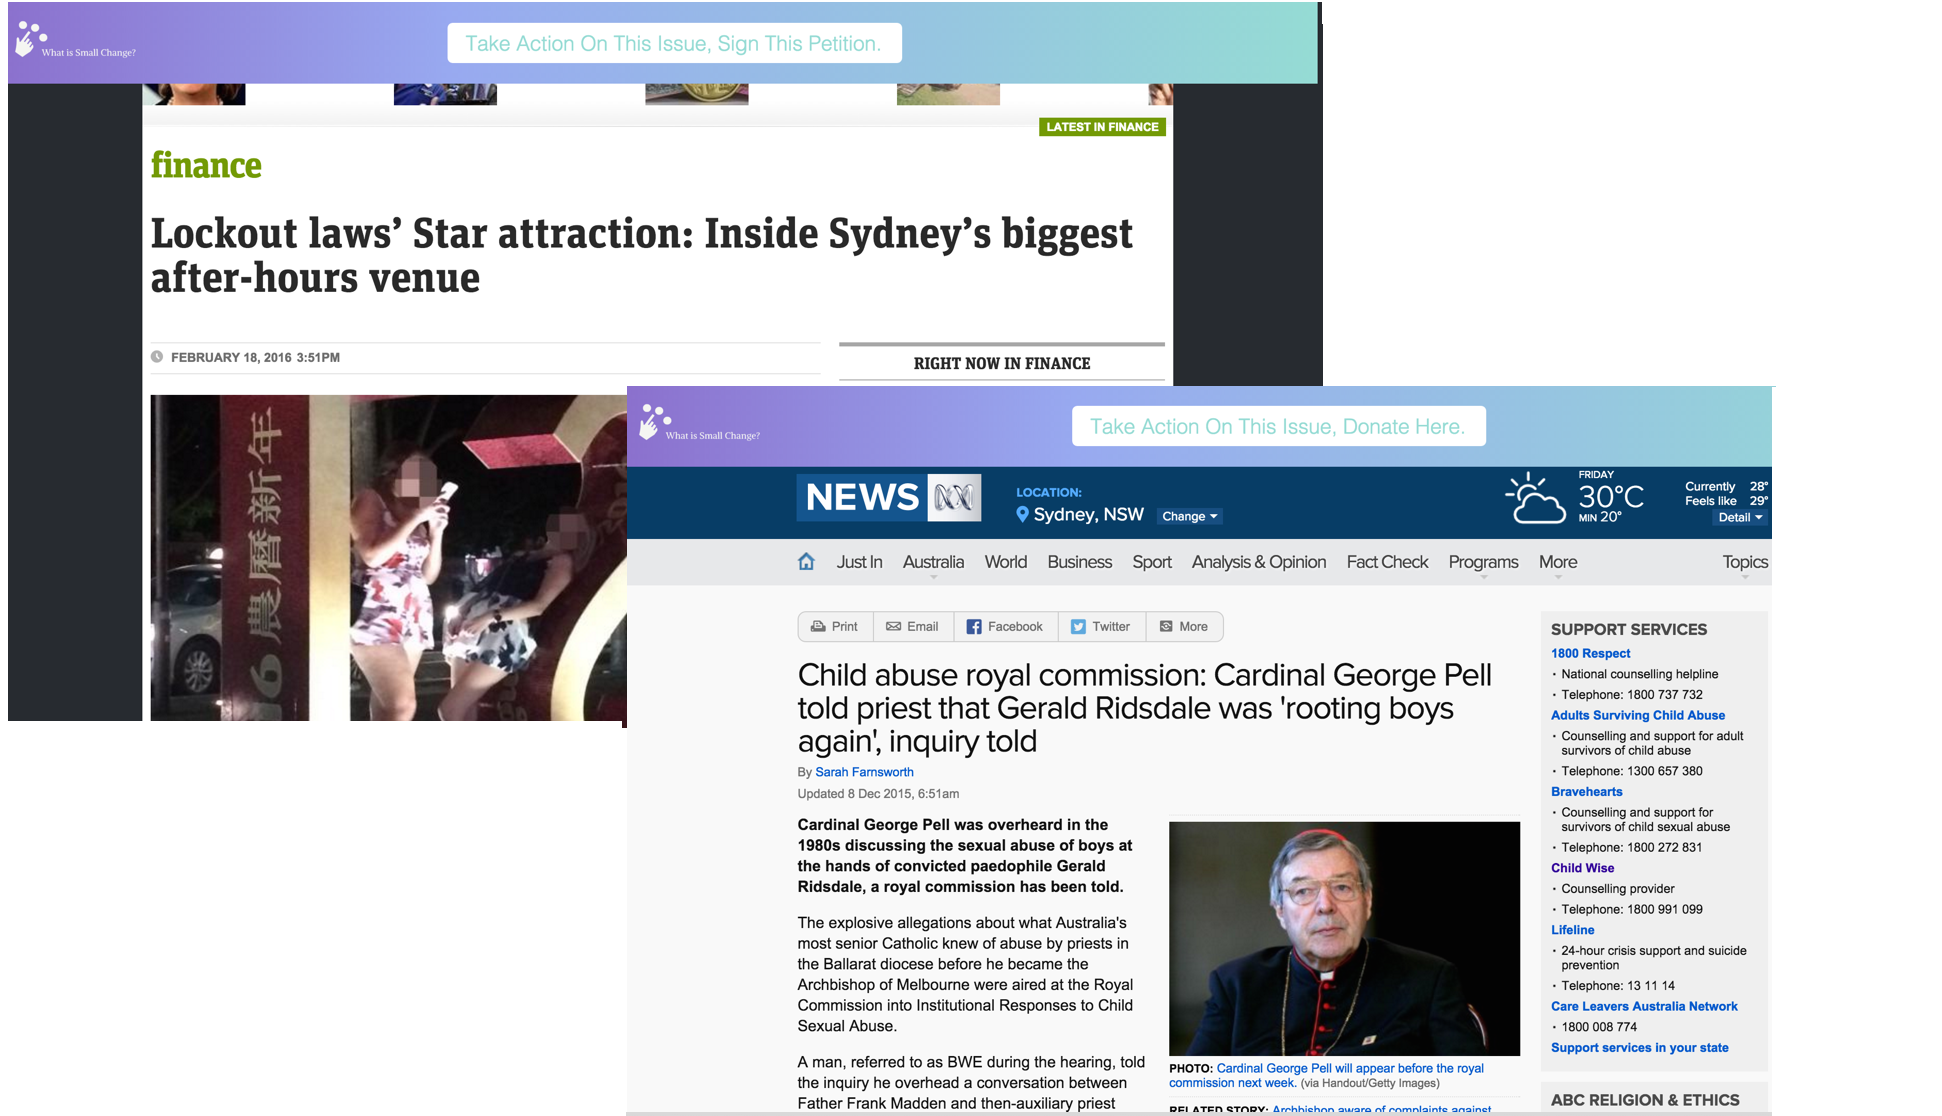 What is Small Change?
Take Action On This Issue, Sign This Petition.
LATEST IN FINANCE
finance
Lockout laws’ Star attraction: Inside Sydney’s biggest
after-hours venue
FEBRUARY 18, 2016 3:51PM
RIGHT NOW IN FINANCE
農曆新年
What is Small Change?
Take Action On This Issue, Donate Here.
NEWS
LOCATION:
Sydney, NSW Change
FRIDAY
30°C
MIN 20°
Currently 28°
Feels like 29°
Detail
Just In Australia World Business Sport Analysis & Opinion Fact Check Programs More Topics
Print Email Facebook Twitter More
Child abuse royal commission: Cardinal George Pell
told priest that Gerald Ridsdale was 'rooting boys
again', inquiry told
By Sarah Farnsworth
Updated 8 Dec 2015, 6:51am
Cardinal George Pell was overheard in the
1980s discussing the sexual abuse of boys at
the hands of convicted paedophile Gerald
Ridsdale, a royal commission has been told.
The explosive allegations about what Australia's
most senior Catholic knew of abuse by priests in
the Ballarat diocese before he became the
Archbishop of Melbourne were aired at the Royal
Commission into Institutional Responses to Child
Sexual Abuse.
A man, referred to as BWE during the hearing, told
the inquiry he overhead a conversation between
Father Frank Madden and then-auxiliary priest
PHOTO: Cardinal George Pell will appear before the royal
commission next week. (via Handout/Getty Images)
RELATED STORY: Archbishop aware of complaints against
SUPPORT SERVICES
1800 Respect
· National counselling helpline
· Telephone: 1800 737 732
Adults Surviving Child Abuse
· Counselling and support for adult
survivors of child abuse
· Telephone: 1300 657 380
Bravehearts
· Counselling and support for
survivors of child sexual abuse
· Telephone: 1800 272 831
Child Wise
· Counselling provider
· Telephone: 1800 991 099
Lifeline
· 24-hour crisis support and suicide
prevention
· Telephone: 13 11 14
Care Leavers Australia Network
· 1800 008 774
Support services in your state
ABC RELIGION & ETHICS